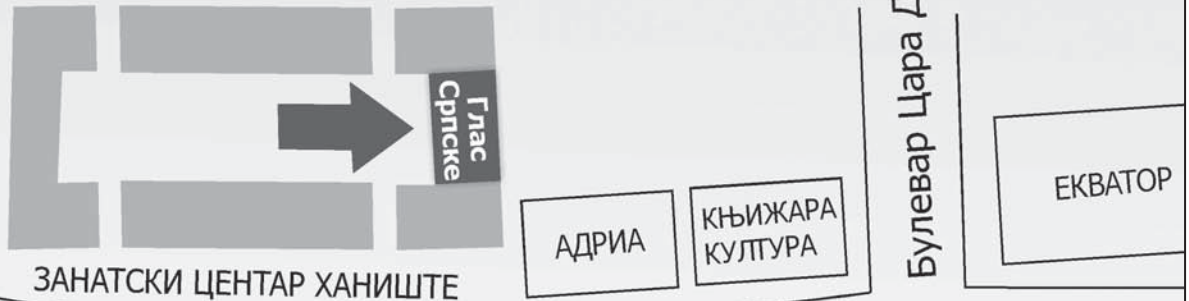 Глас
Српске
ЗАНАТСКИ ЦЕНТАР ХАНИШТЕ
АДРИА
КЊИЖАРА
КУЛТУРА
Булевар Цара
ЕКВАТОР